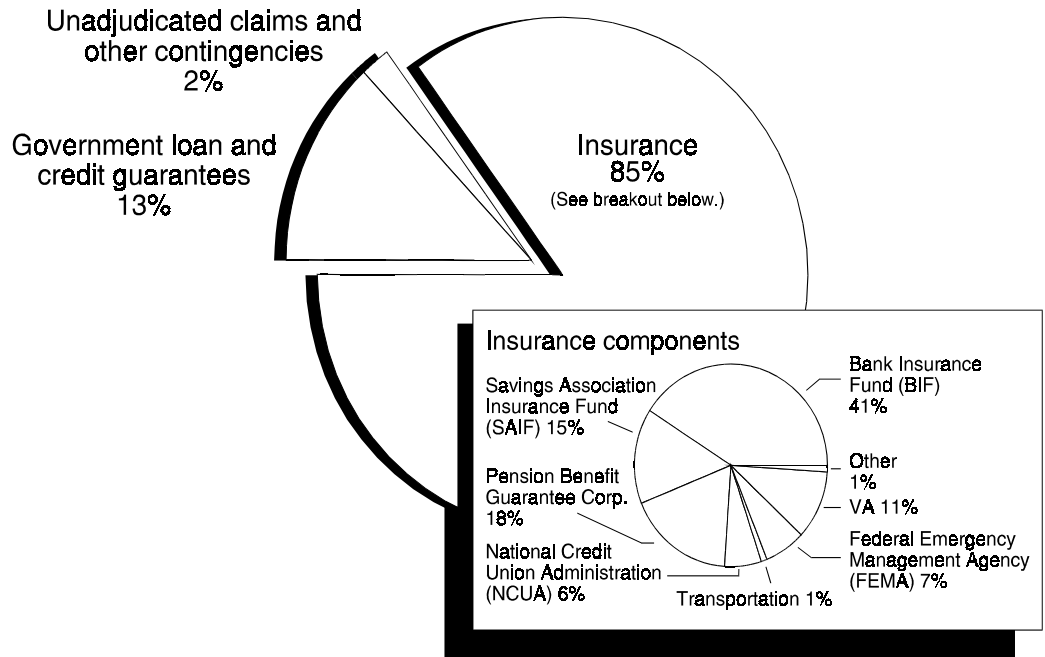 Unadjudicated claims and
other contingencies
2%
Government loan and
credit guarantees
13%
Insurance
85%
(See breakout below.)
Insurance components
Savings Association
Insurance Fund
(SAIF) 15%
Pension Benefit
Guarantee Corp.
18%
National Credit
Union Administration
(NCUA) 6%
Transportation 1%
Bank Insurance
Fund (BIF)
41%
Other
1%
VA 11%
Federal Emergency
Management Agency
(FEMA) 7%